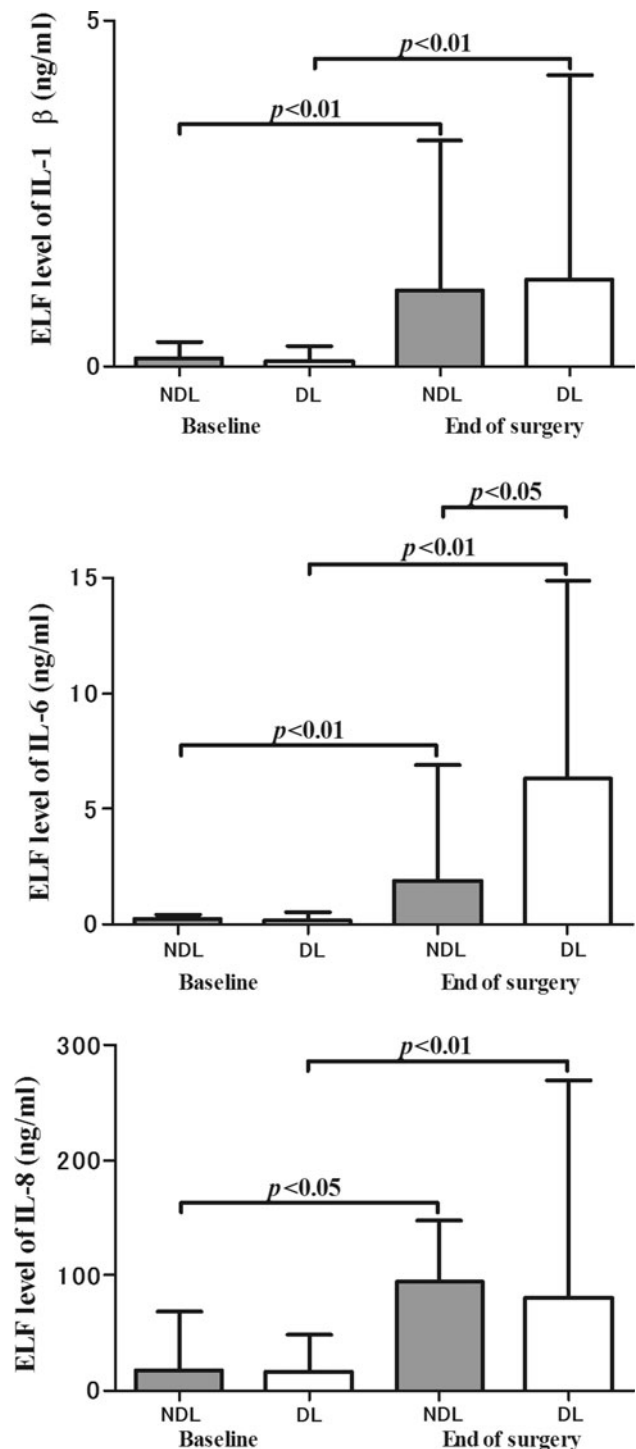 ELF level of IL-1 β (ng/ml)
5
0
p<0.01
p<0.01
NDL DL NDL DL
Baseline End of surgery
ELF level of IL-6 (ng/ml)
15
10
5
0
p<0.05
p<0.01
p<0.01
NDL DL NDL DL
Baseline End of surgery
ELF level of IL-8 (ng/ml)
300
200
100
0
p<0.01
p<0.05
NDL DL NDL DL
Baseline End of surgery